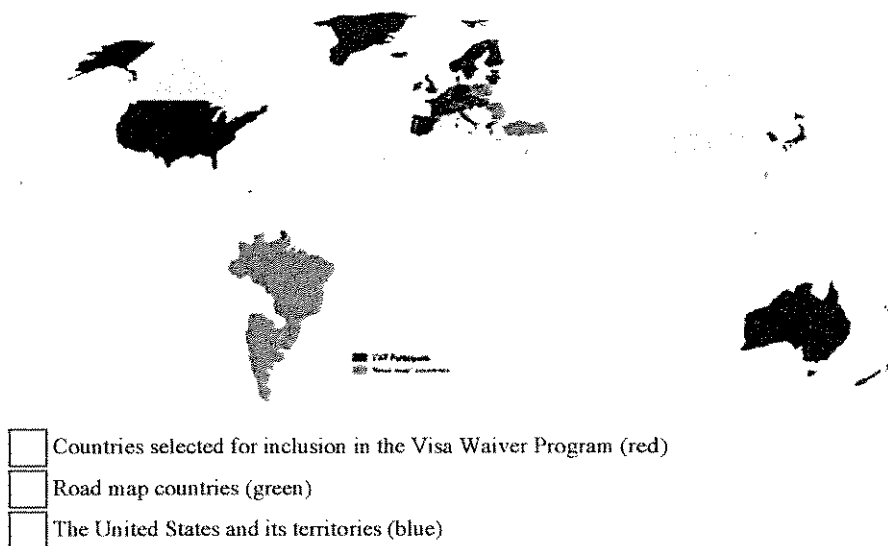 Countries selected for inclusion in the Visa Waiver Program (red)
Road map countries (green)
The United States and its territories (blue)